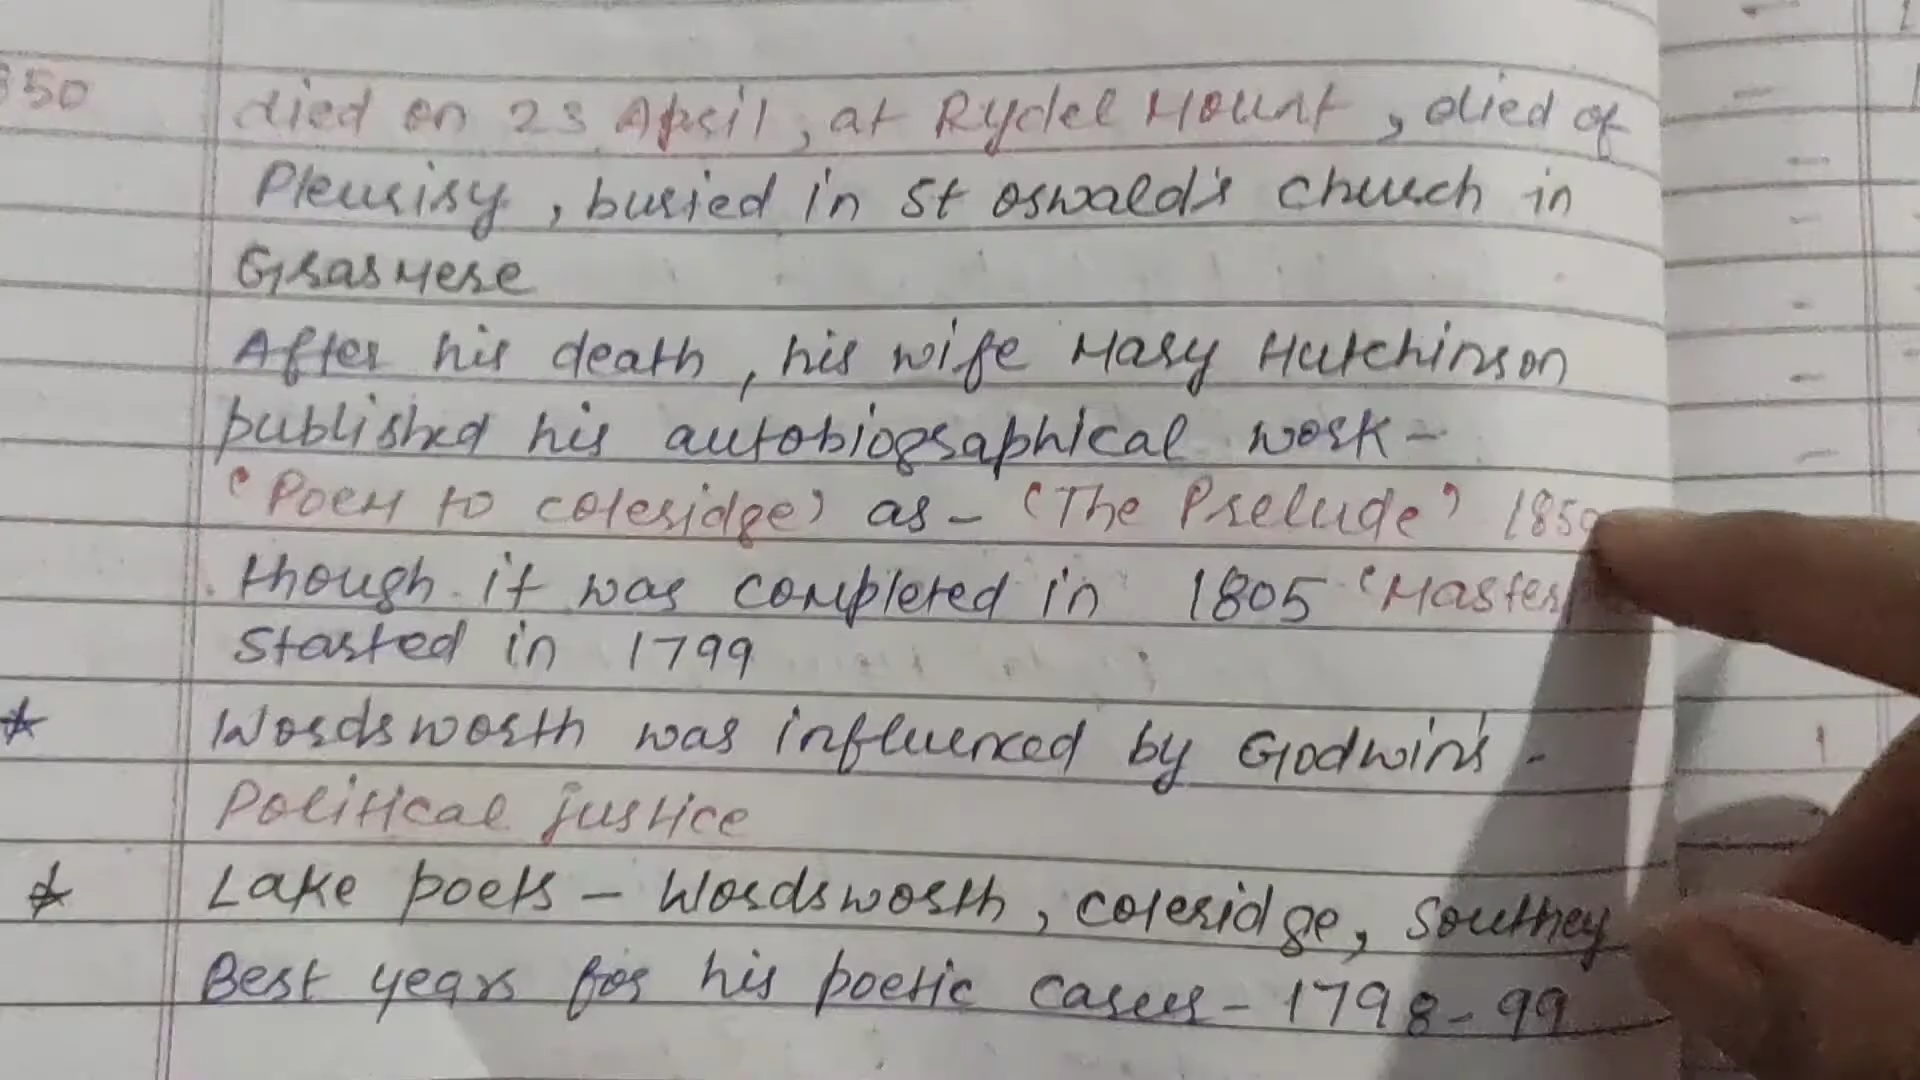 850 died on 23 April, at Rydel Mount, died of
Pleurisy, buried in St Oswald's church in
Grasmere
After his death, his wife Mary Hutchinson
published his autobiographical work -
'Poem to Coleridge' as - 'The Prelude' 1850
though it was completed in 1805
Started in 1799
* Wordsworth was influenced by Godwin's -
Political justice
* Lake poets - Wordsworth, Coleridge, Southey
Best years for his poetic career - 1798-99